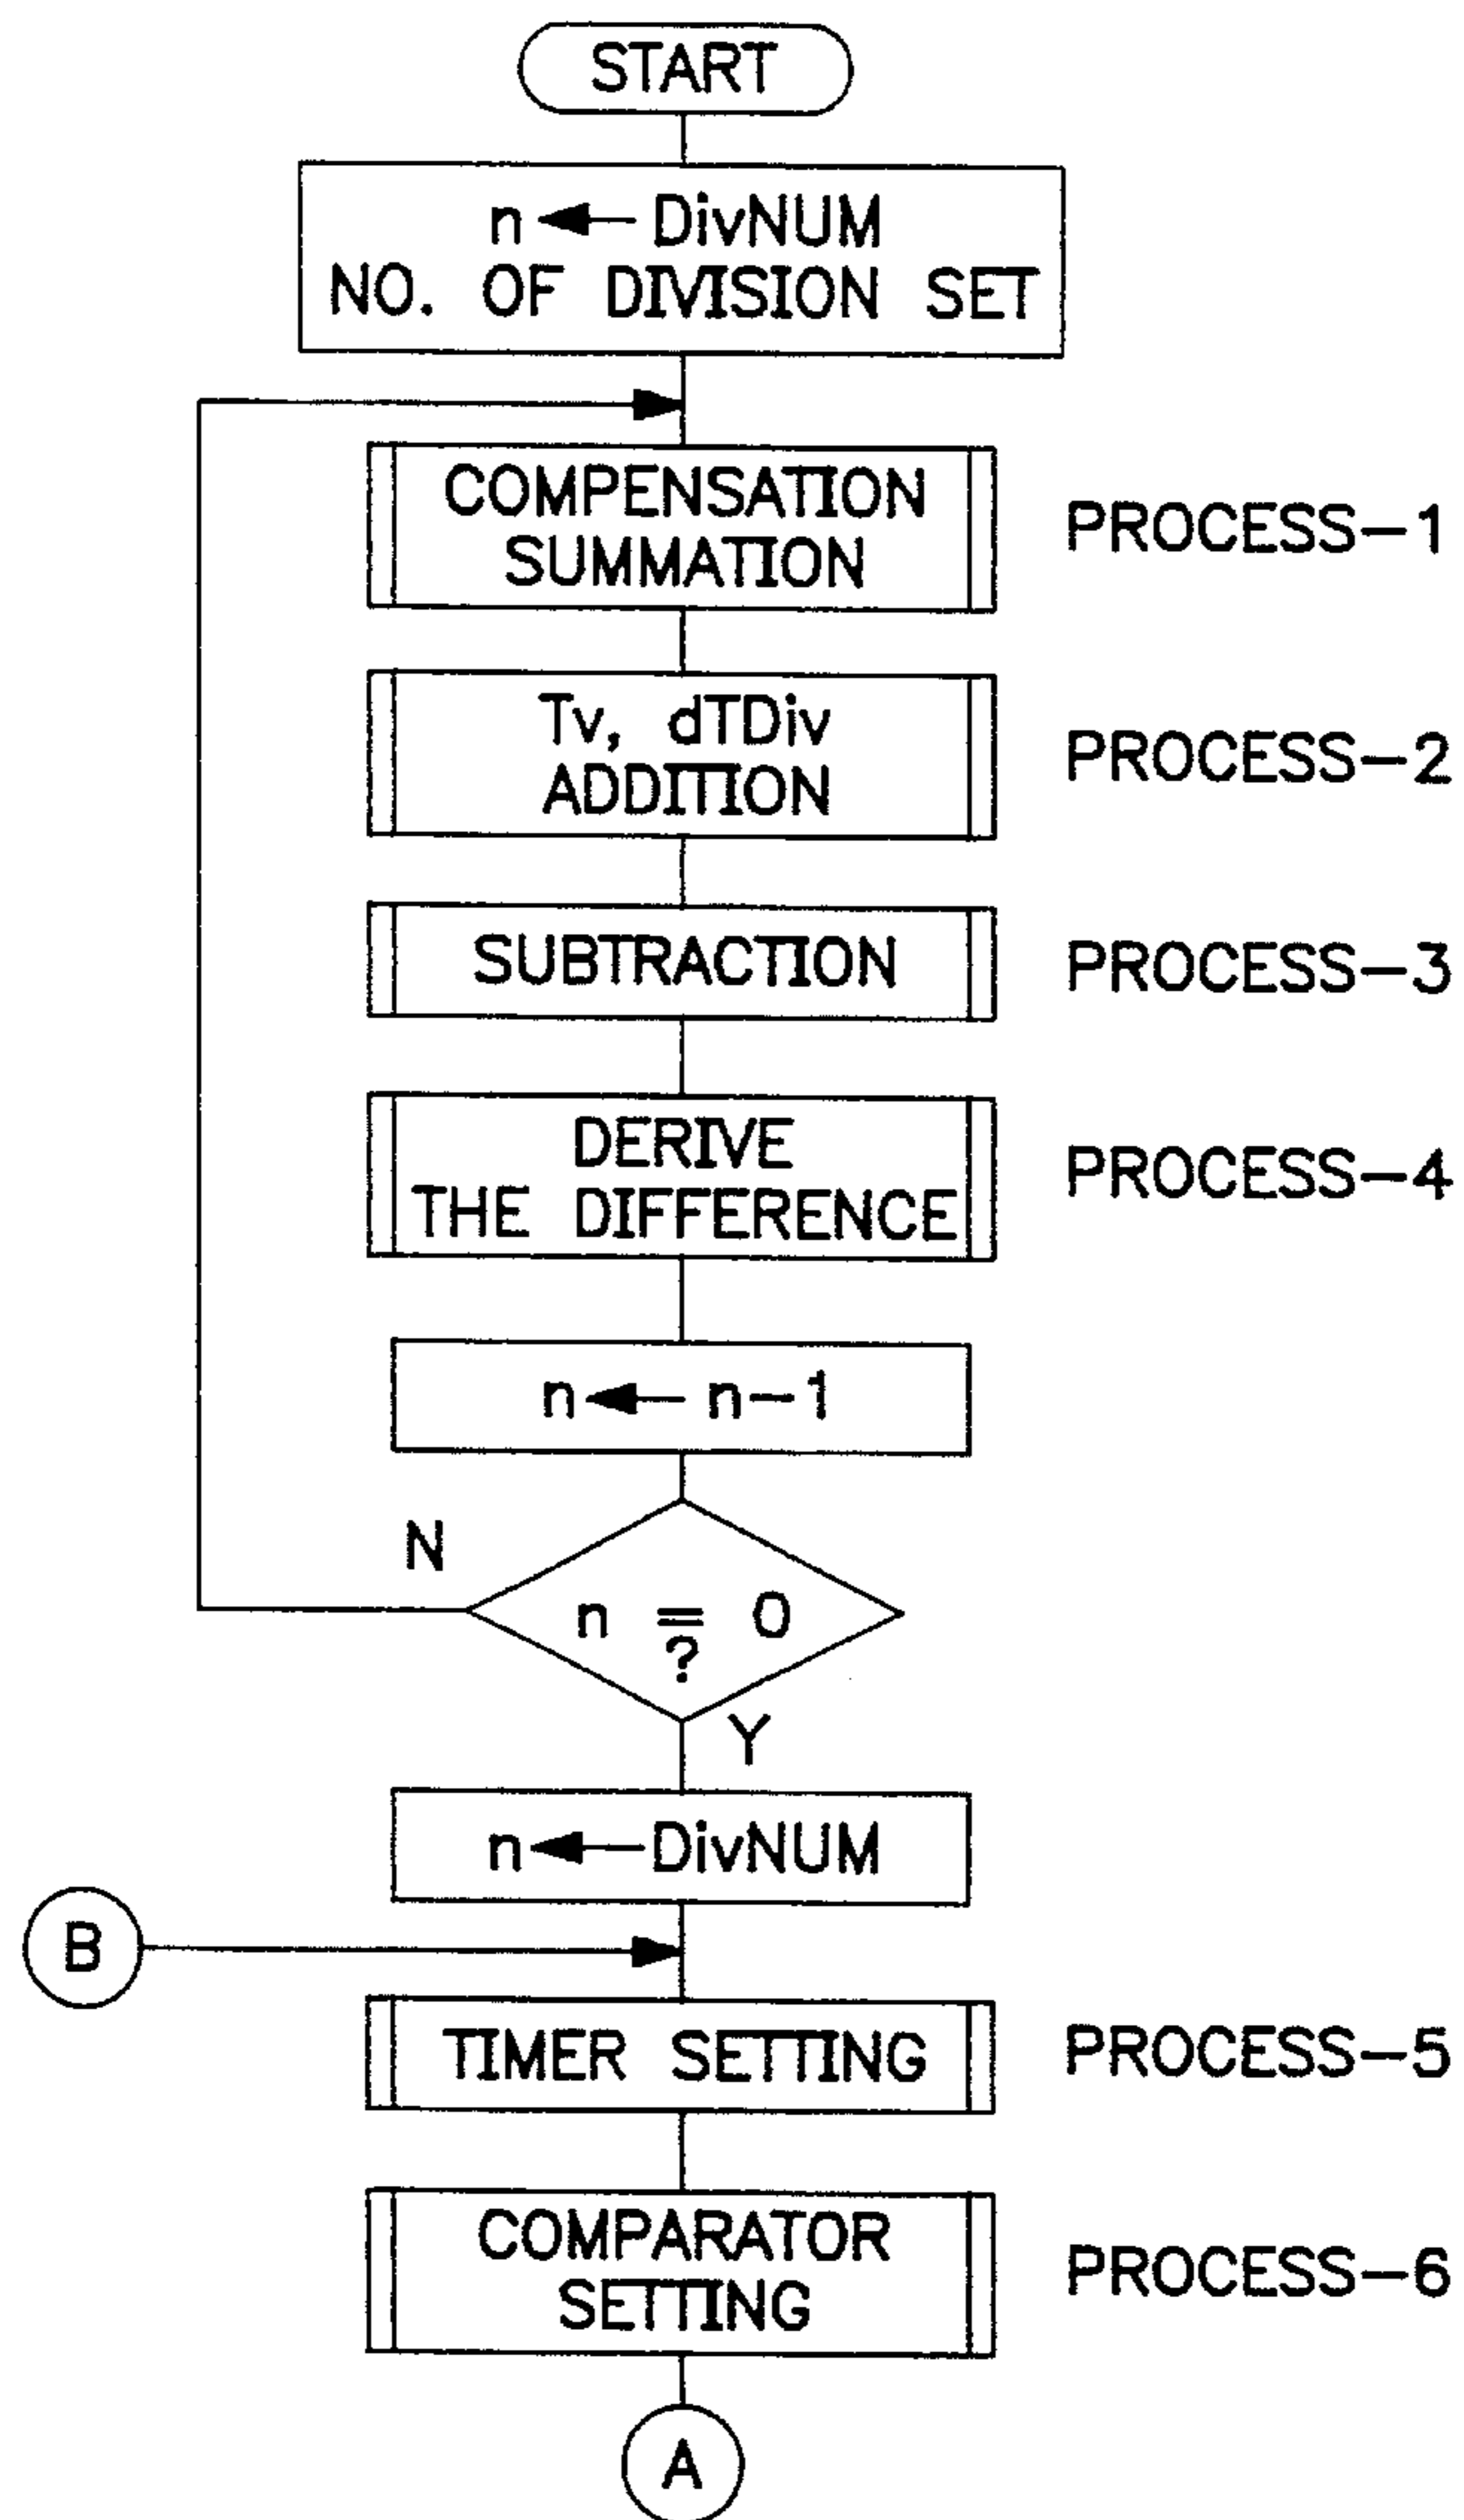 START
n ← DivNUM
NO. OF DIVISION SET
COMPENSATION
SUMMATION
PROCESS-1
Tv, dTDiv
ADDITION
PROCESS-2
SUBTRACTION
PROCESS-3
DERIVE
THE DIFFERENCE
PROCESS-4
n ← n-1
N
n = 0
?
Y
n ← DivNUM
B
TIMER SETTING
PROCESS-5
COMPARATOR
SETTING
PROCESS-6
A